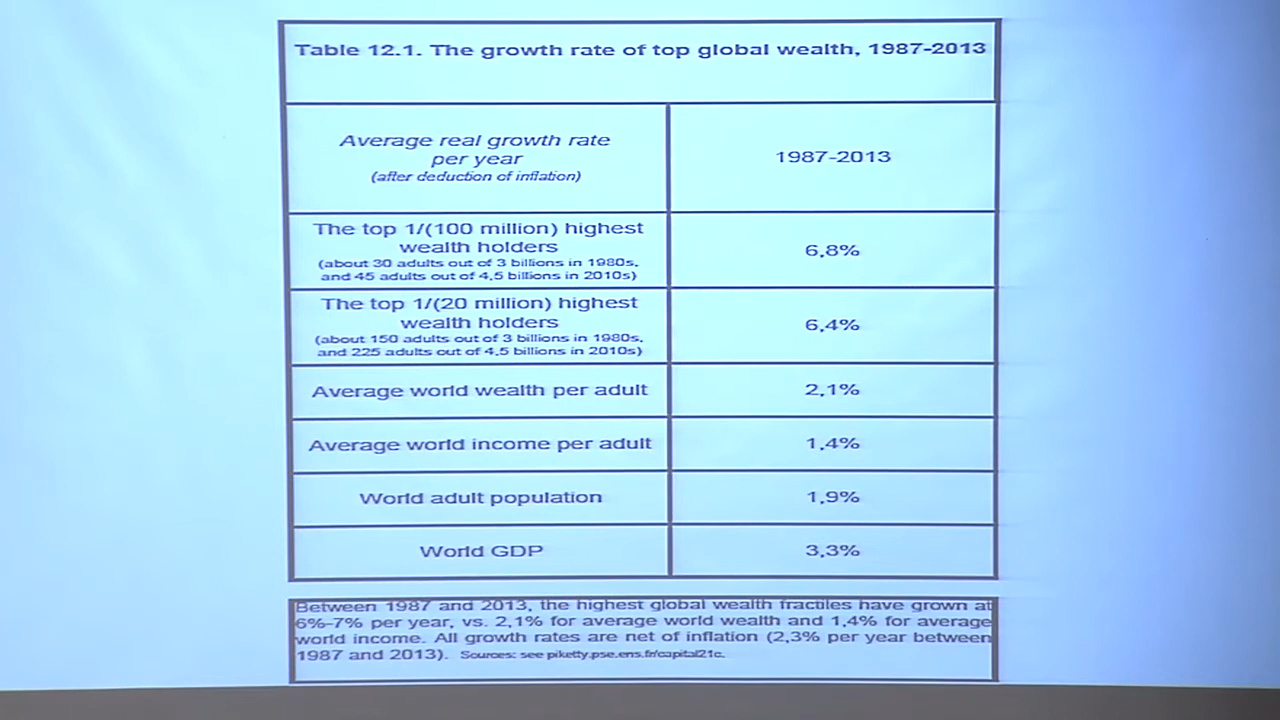 Table 12.1. The growth rate of top global wealth, 1987-2013
Average real growth rate
per year
(after deduction of inflation)
1987-2013
The top 1/(100 million) highest
wealth holders
(about 30 adults out of 3 billions in 1980s,
and 45 adults out of 4,5 billions in 2010s)
6,8%
The top 1/(20 million) highest
wealth holders
(about 150 adults out of 3 billions in 1980s,
and 225 adults out of 4,5 billions in 2010s)
6,4%
Average world wealth per adult
2,1%
Average world income per adult
1,4%
World adult population
1,9%
World GDP
3,3%
Between 1987 and 2013, the highest global wealth fractiles have grown at
6%-7% per year, vs. 2,1% for average world wealth and 1,4% for average
world income. All growth rates are net of inflation (2,3% per year between
1987 and 2013). Sources: see piketty.pse.ens.fr/capital21c.